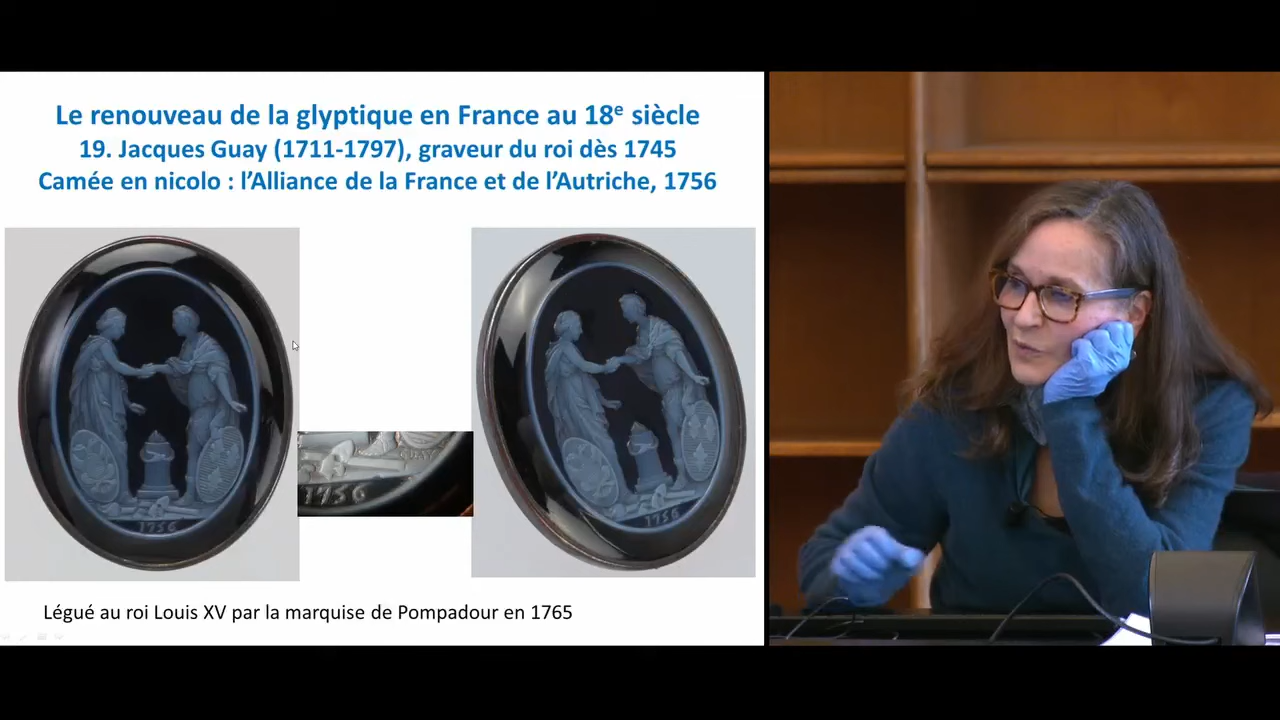 Le renouveau de la glyptique en France au 18e siècle
19. Jacques Guay (1711-1797), graveur du roi dès 1745
Camée en nicolo : l’Alliance de la France et de l’Autriche, 1756
1756
GUAY
1756
1756
Légué au roi Louis XV par la marquise de Pompadour en 1765